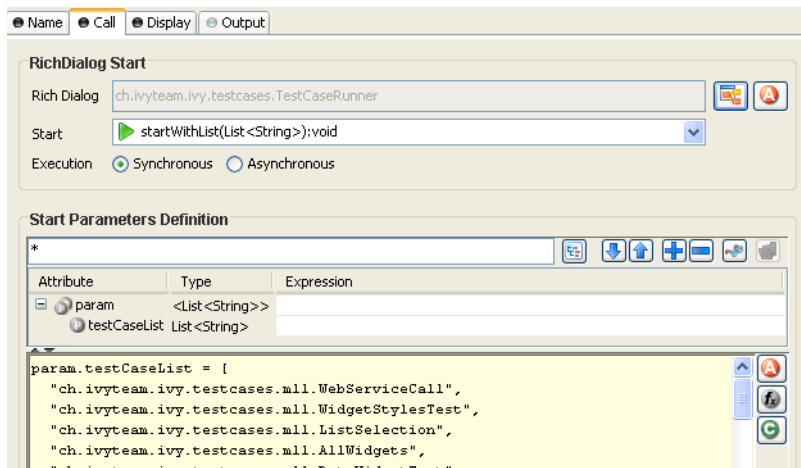 Name Call Display Output
RichDialog Start
Rich Dialog ch.ivyteam.ivy.testcases.TestCaseRunner
Start startWithList(List<String>):void
Execution Synchronous Asynchronous
Start Parameters Definition
*
Attribute Type Expression
param <List<String>>
testCaseList List<String>
param.testCaseList = [
"ch.ivyteam.ivy.testcases.mll.WebServiceCall",
"ch.ivyteam.ivy.testcases.mll.WidgetStylesTest",
"ch.ivyteam.ivy.testcases.mll.ListSelection",
"ch.ivyteam.ivy.testcases.mll.AllWidgets",